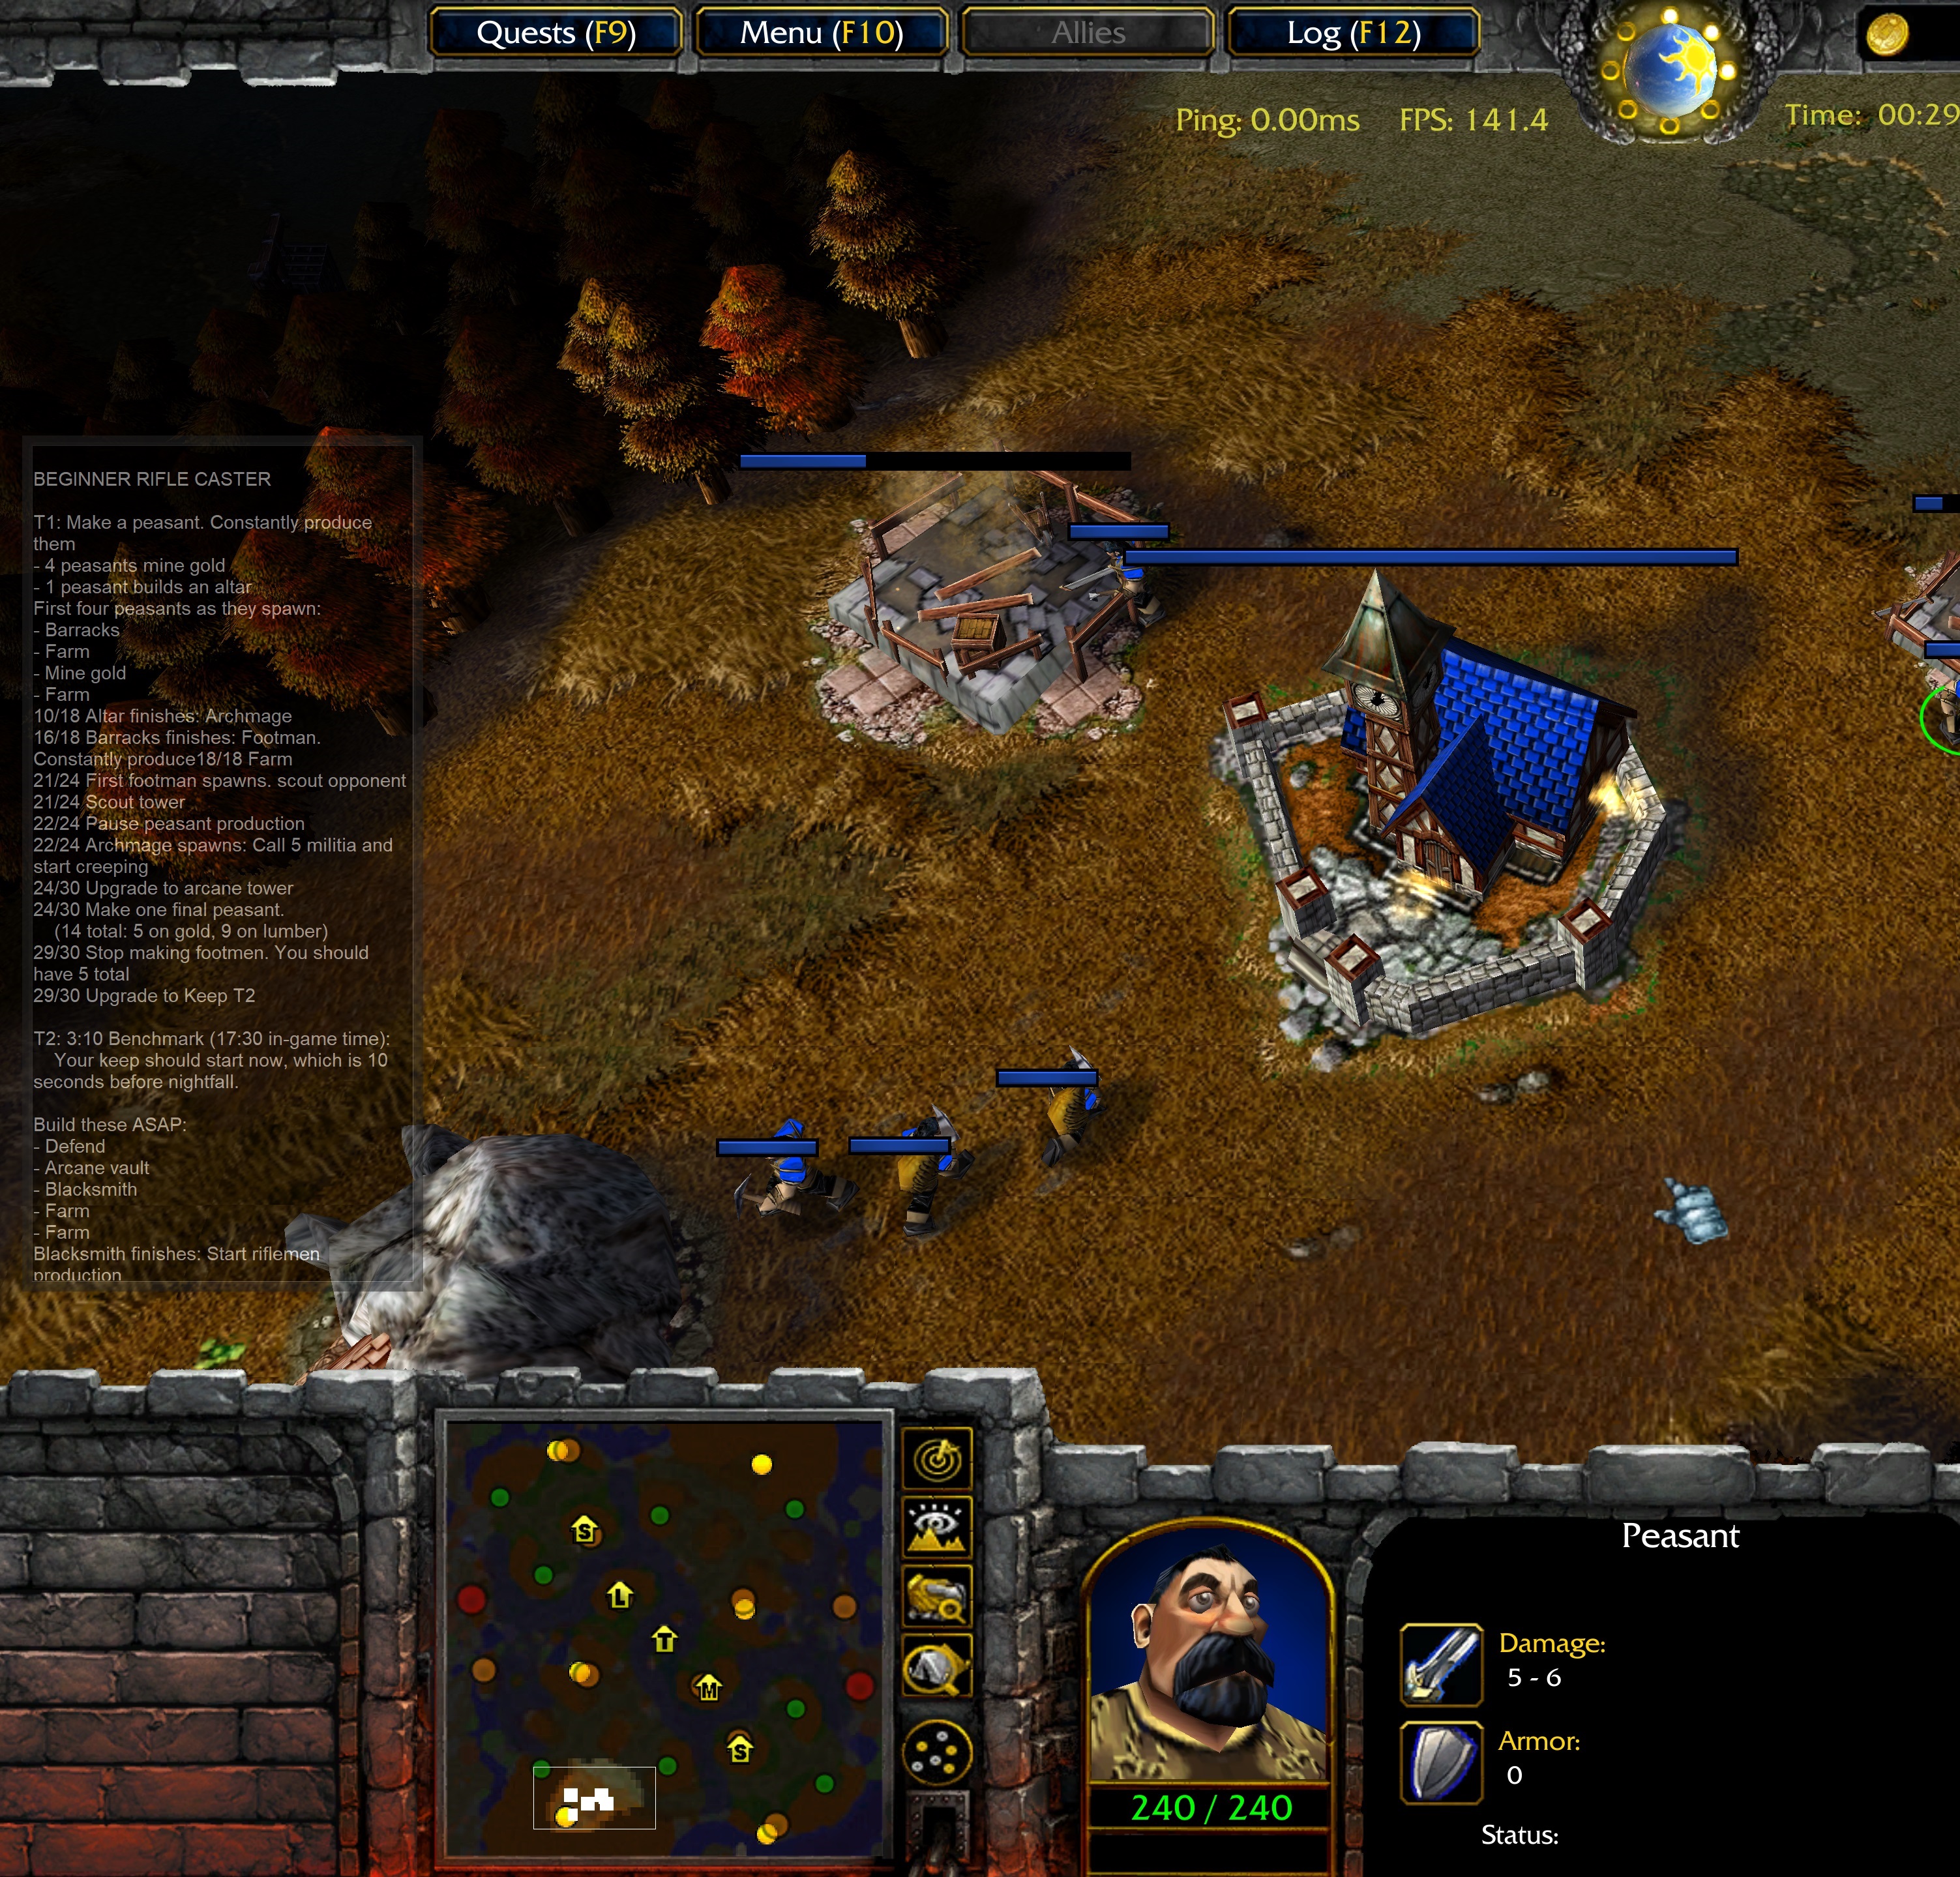 Quests (F9) Menu (F10) Allies Log (F12)
Ping: 0.00ms FPS: 141.4 Time: 00:29
BEGINNER RIFLE CASTER
T1: Make a peasant. Constantly produce
them
- 4 peasants mine gold
- 1 peasant builds an altar
First four peasants as they spawn:
- Barracks
- Farm
- Mine gold
- Farm
10/18 Altar finishes: Archmage
16/18 Barracks finishes: Footman.
Constantly produce18/18 Farm
21/24 First footman spawns. scout opponent
21/24 Scout tower
22/24 Pause peasant production
22/24 Archmage spawns: Call 5 militia and
start creeping
24/30 Upgrade to arcane tower
24/30 Make one final peasant.
(14 total: 5 on gold, 9 on lumber)
29/30 Stop making footmen. You should
have 5 total
29/30 Upgrade to Keep T2
T2: 3:10 Benchmark (17:30 in-game time):
Your keep should start now, which is 10
seconds before nightfall.
Build these ASAP:
- Defend
- Arcane vault
- Blacksmith
- Farm
- Farm
Blacksmith finishes: Start riflemen
production
S
L
T
M
S
Peasant
Damage:
5 - 6
Armor:
0
240 / 240
Status: